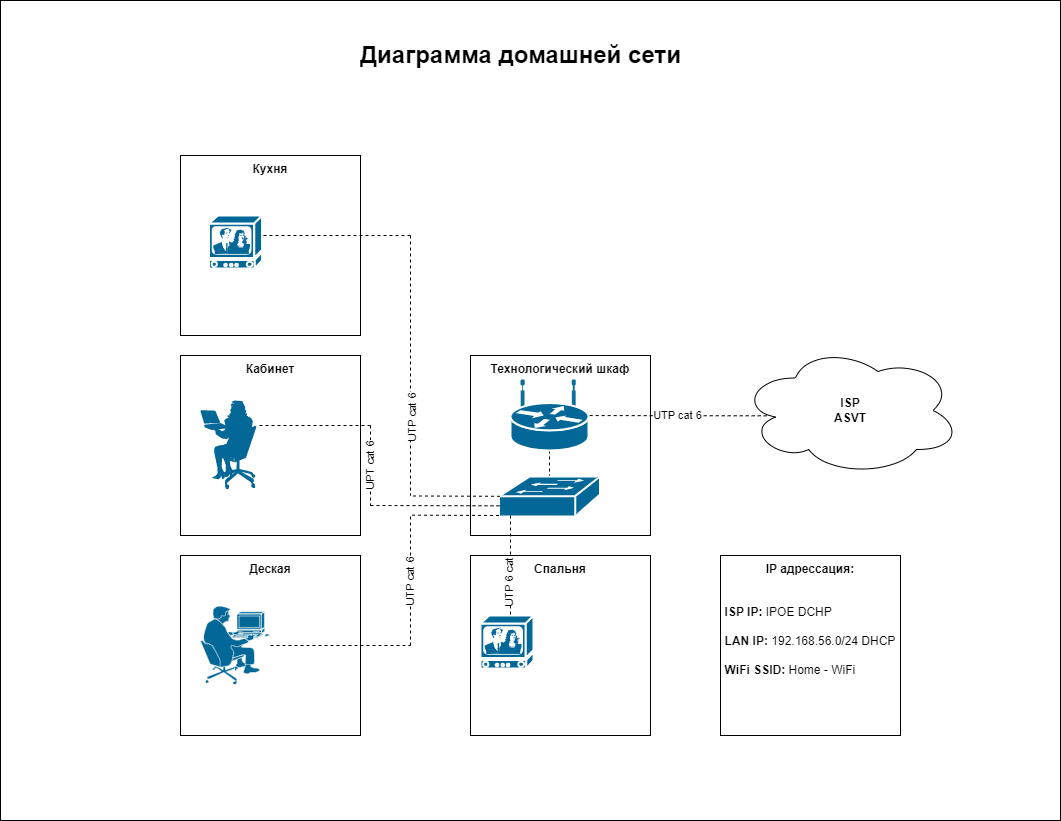 Диаграмма домашней сети
Кухня
UTP cat 6
Кабинет
UPT cat 6
Технологический шкаф
UTP cat 6
ISP
ASVT
Деская
UTP cat 6
Спальня
UTP 6 cat
IP адрессация:
ISP IP: IPOE DCHP
LAN IP: 192.168.56.0/24 DHCP
WiFi SSID: Home - WiFi